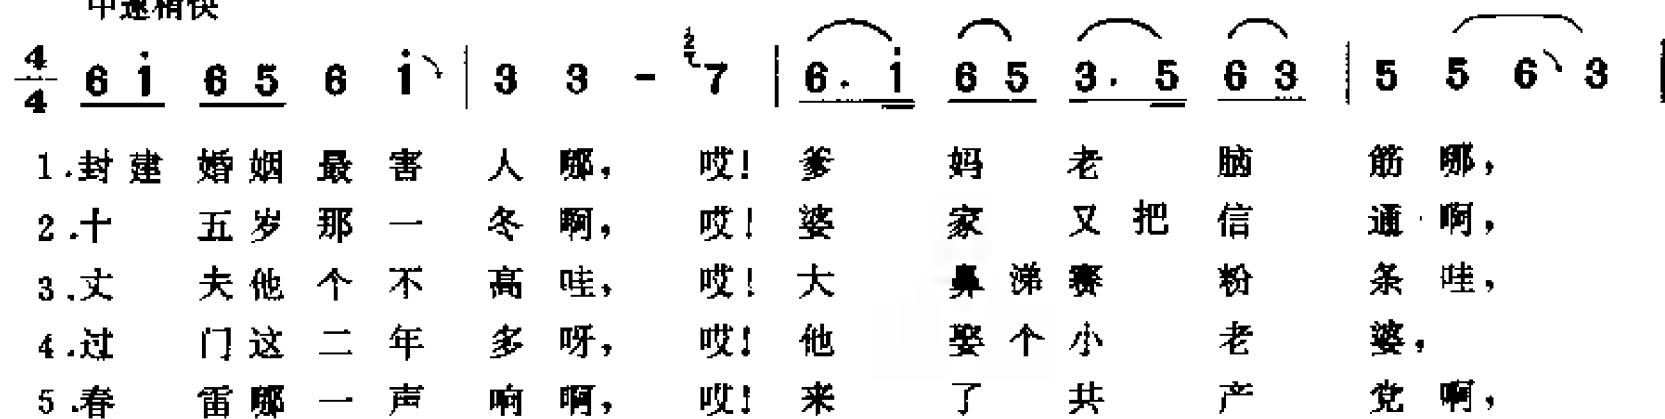 中速稍快
4/4 6 i 6 5 6 i | 3 3 - 7 | 6. i 6 5 3. 5 6 3 | 5 5 6 3 |
1.封建婚姻最害人哪，哎！爹妈老脑筋哪，
2.十五岁那一冬啊，哎！婆家又把信通啊，
3.丈夫他个不高哇，哎！大鼻涕赛粉条哇，
4.过门这二年多呀，哎！他娶个小老婆，
5.春雷哪一声响啊，哎！来了共产党啊，